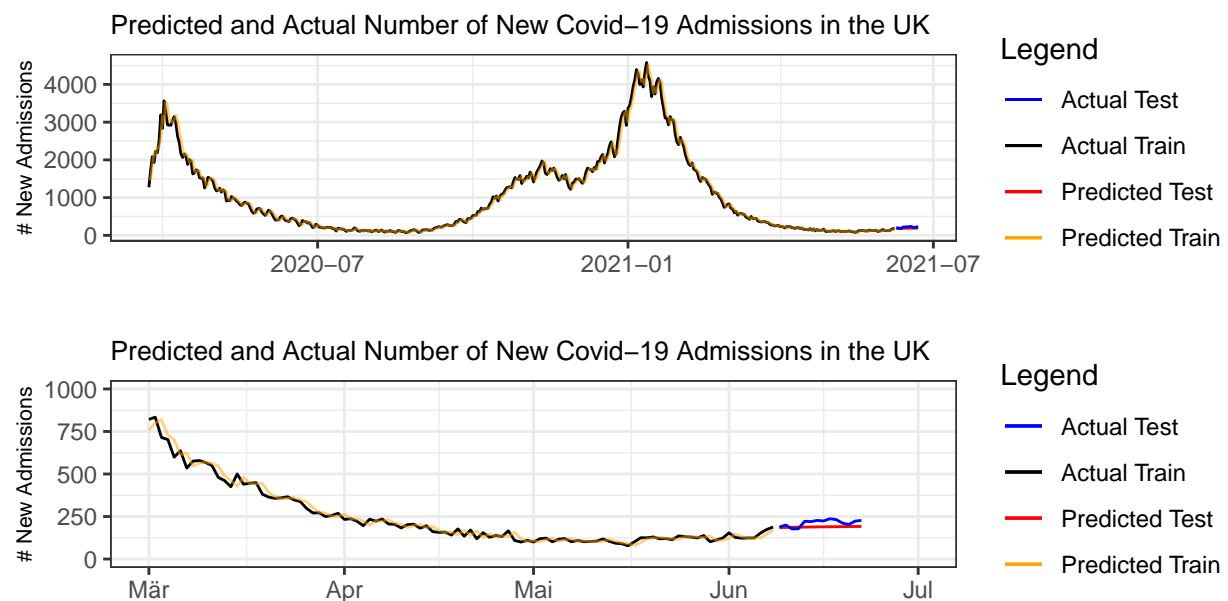 Predicted and Actual Number of New Covid−19 Admissions in the UK
# New Admissions
4000
3000
2000
1000
0
2020−07
2021−01
2021−07
Legend
Actual Test
Actual Train
Predicted Test
Predicted Train
Predicted and Actual Number of New Covid−19 Admissions in the UK
# New Admissions
1000
750
500
250
0
Mär
Apr
Mai
Jun
Jul
Legend
Actual Test
Actual Train
Predicted Test
Predicted Train